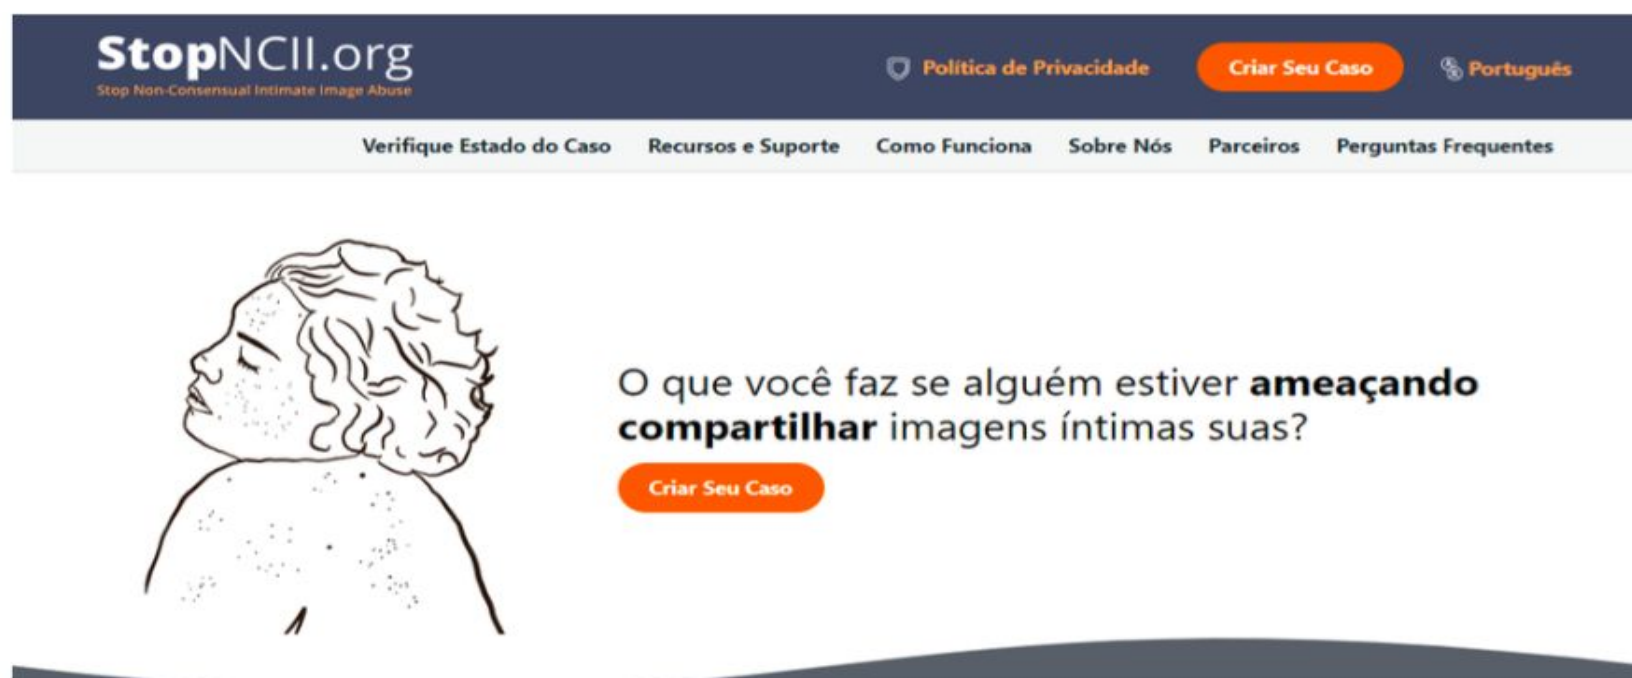 StopNCII.org
Stop Non-Consensual Intimate Image Abuse
Política de Privacidade
Criar Seu Caso
Português
Verifique Estado do Caso
Recursos e Suporte
Como Funciona
Sobre Nós
Parceiros
Perguntas Frequentes
O que você faz se alguém estiver ameaçando
compartilhar imagens íntimas suas?
Criar Seu Caso